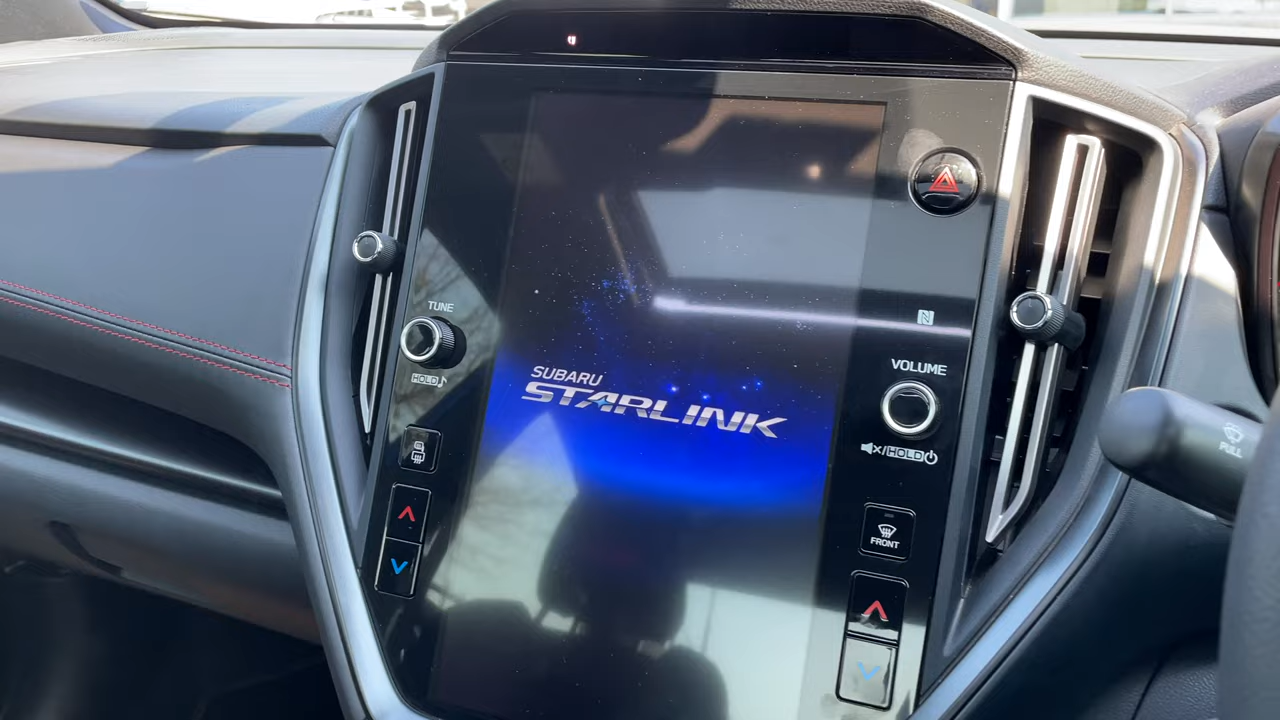 TUNE
HOLD
SUBARU
STARLINK
VOLUME
/HOLD
FRONT
PULL